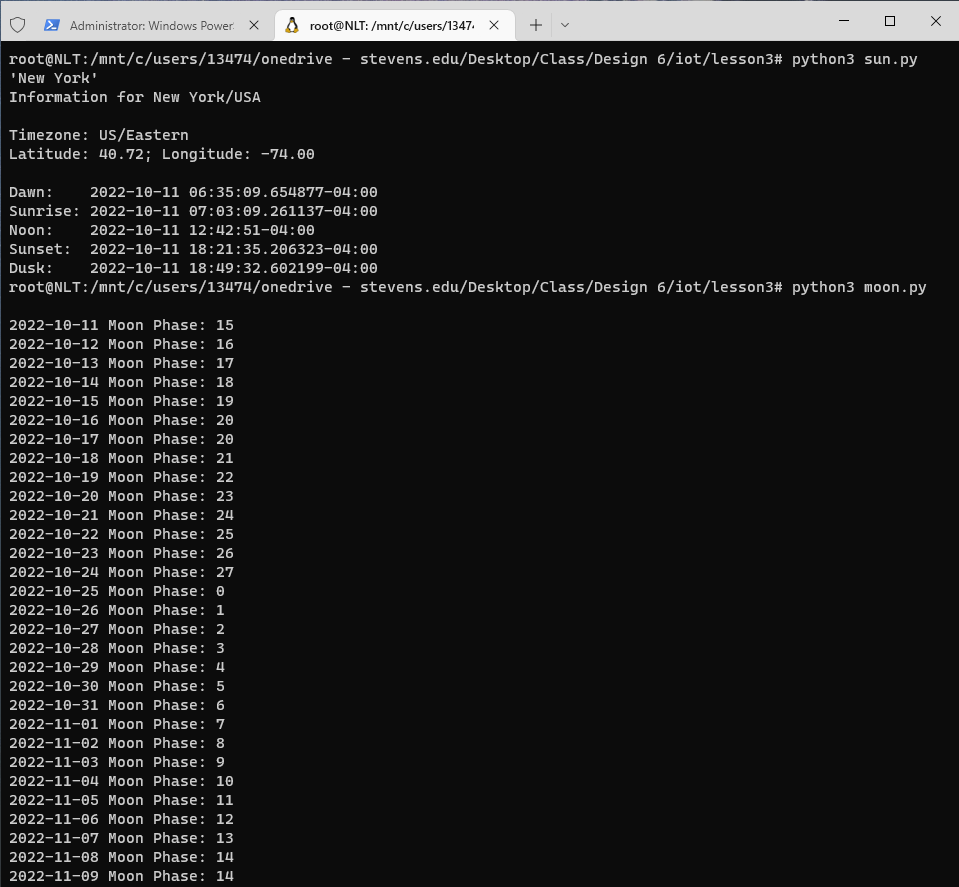 Administrator: Windows Power
root@NLT: /mnt/c/users/1347
root@NLT:/mnt/c/users/13474/onedrive - stevens.edu/Desktop/Class/Design 6/iot/lesson3# python3 sun.py
'New York'
Information for New York/USA
Timezone: US/Eastern
Latitude: 40.72; Longitude: -74.00
Dawn:    2022-10-11 06:35:09.654877-04:00
Sunrise: 2022-10-11 07:03:09.261137-04:00
Noon:    2022-10-11 12:42:51-04:00
Sunset:  2022-10-11 18:21:35.206323-04:00
Dusk:    2022-10-11 18:49:32.602199-04:00
root@NLT:/mnt/c/users/13474/onedrive - stevens.edu/Desktop/Class/Design 6/iot/lesson3# python3 moon.py
2022-10-11 Moon Phase: 15
2022-10-12 Moon Phase: 16
2022-10-13 Moon Phase: 17
2022-10-14 Moon Phase: 18
2022-10-15 Moon Phase: 19
2022-10-16 Moon Phase: 20
2022-10-17 Moon Phase: 20
2022-10-18 Moon Phase: 21
2022-10-19 Moon Phase: 22
2022-10-20 Moon Phase: 23
2022-10-21 Moon Phase: 24
2022-10-22 Moon Phase: 25
2022-10-23 Moon Phase: 26
2022-10-24 Moon Phase: 27
2022-10-25 Moon Phase: 0
2022-10-26 Moon Phase: 1
2022-10-27 Moon Phase: 2
2022-10-28 Moon Phase: 3
2022-10-29 Moon Phase: 4
2022-10-30 Moon Phase: 5
2022-10-31 Moon Phase: 6
2022-11-01 Moon Phase: 7
2022-11-02 Moon Phase: 8
2022-11-03 Moon Phase: 9
2022-11-04 Moon Phase: 10
2022-11-05 Moon Phase: 11
2022-11-06 Moon Phase: 12
2022-11-07 Moon Phase: 13
2022-11-08 Moon Phase: 14
2022-11-09 Moon Phase: 14